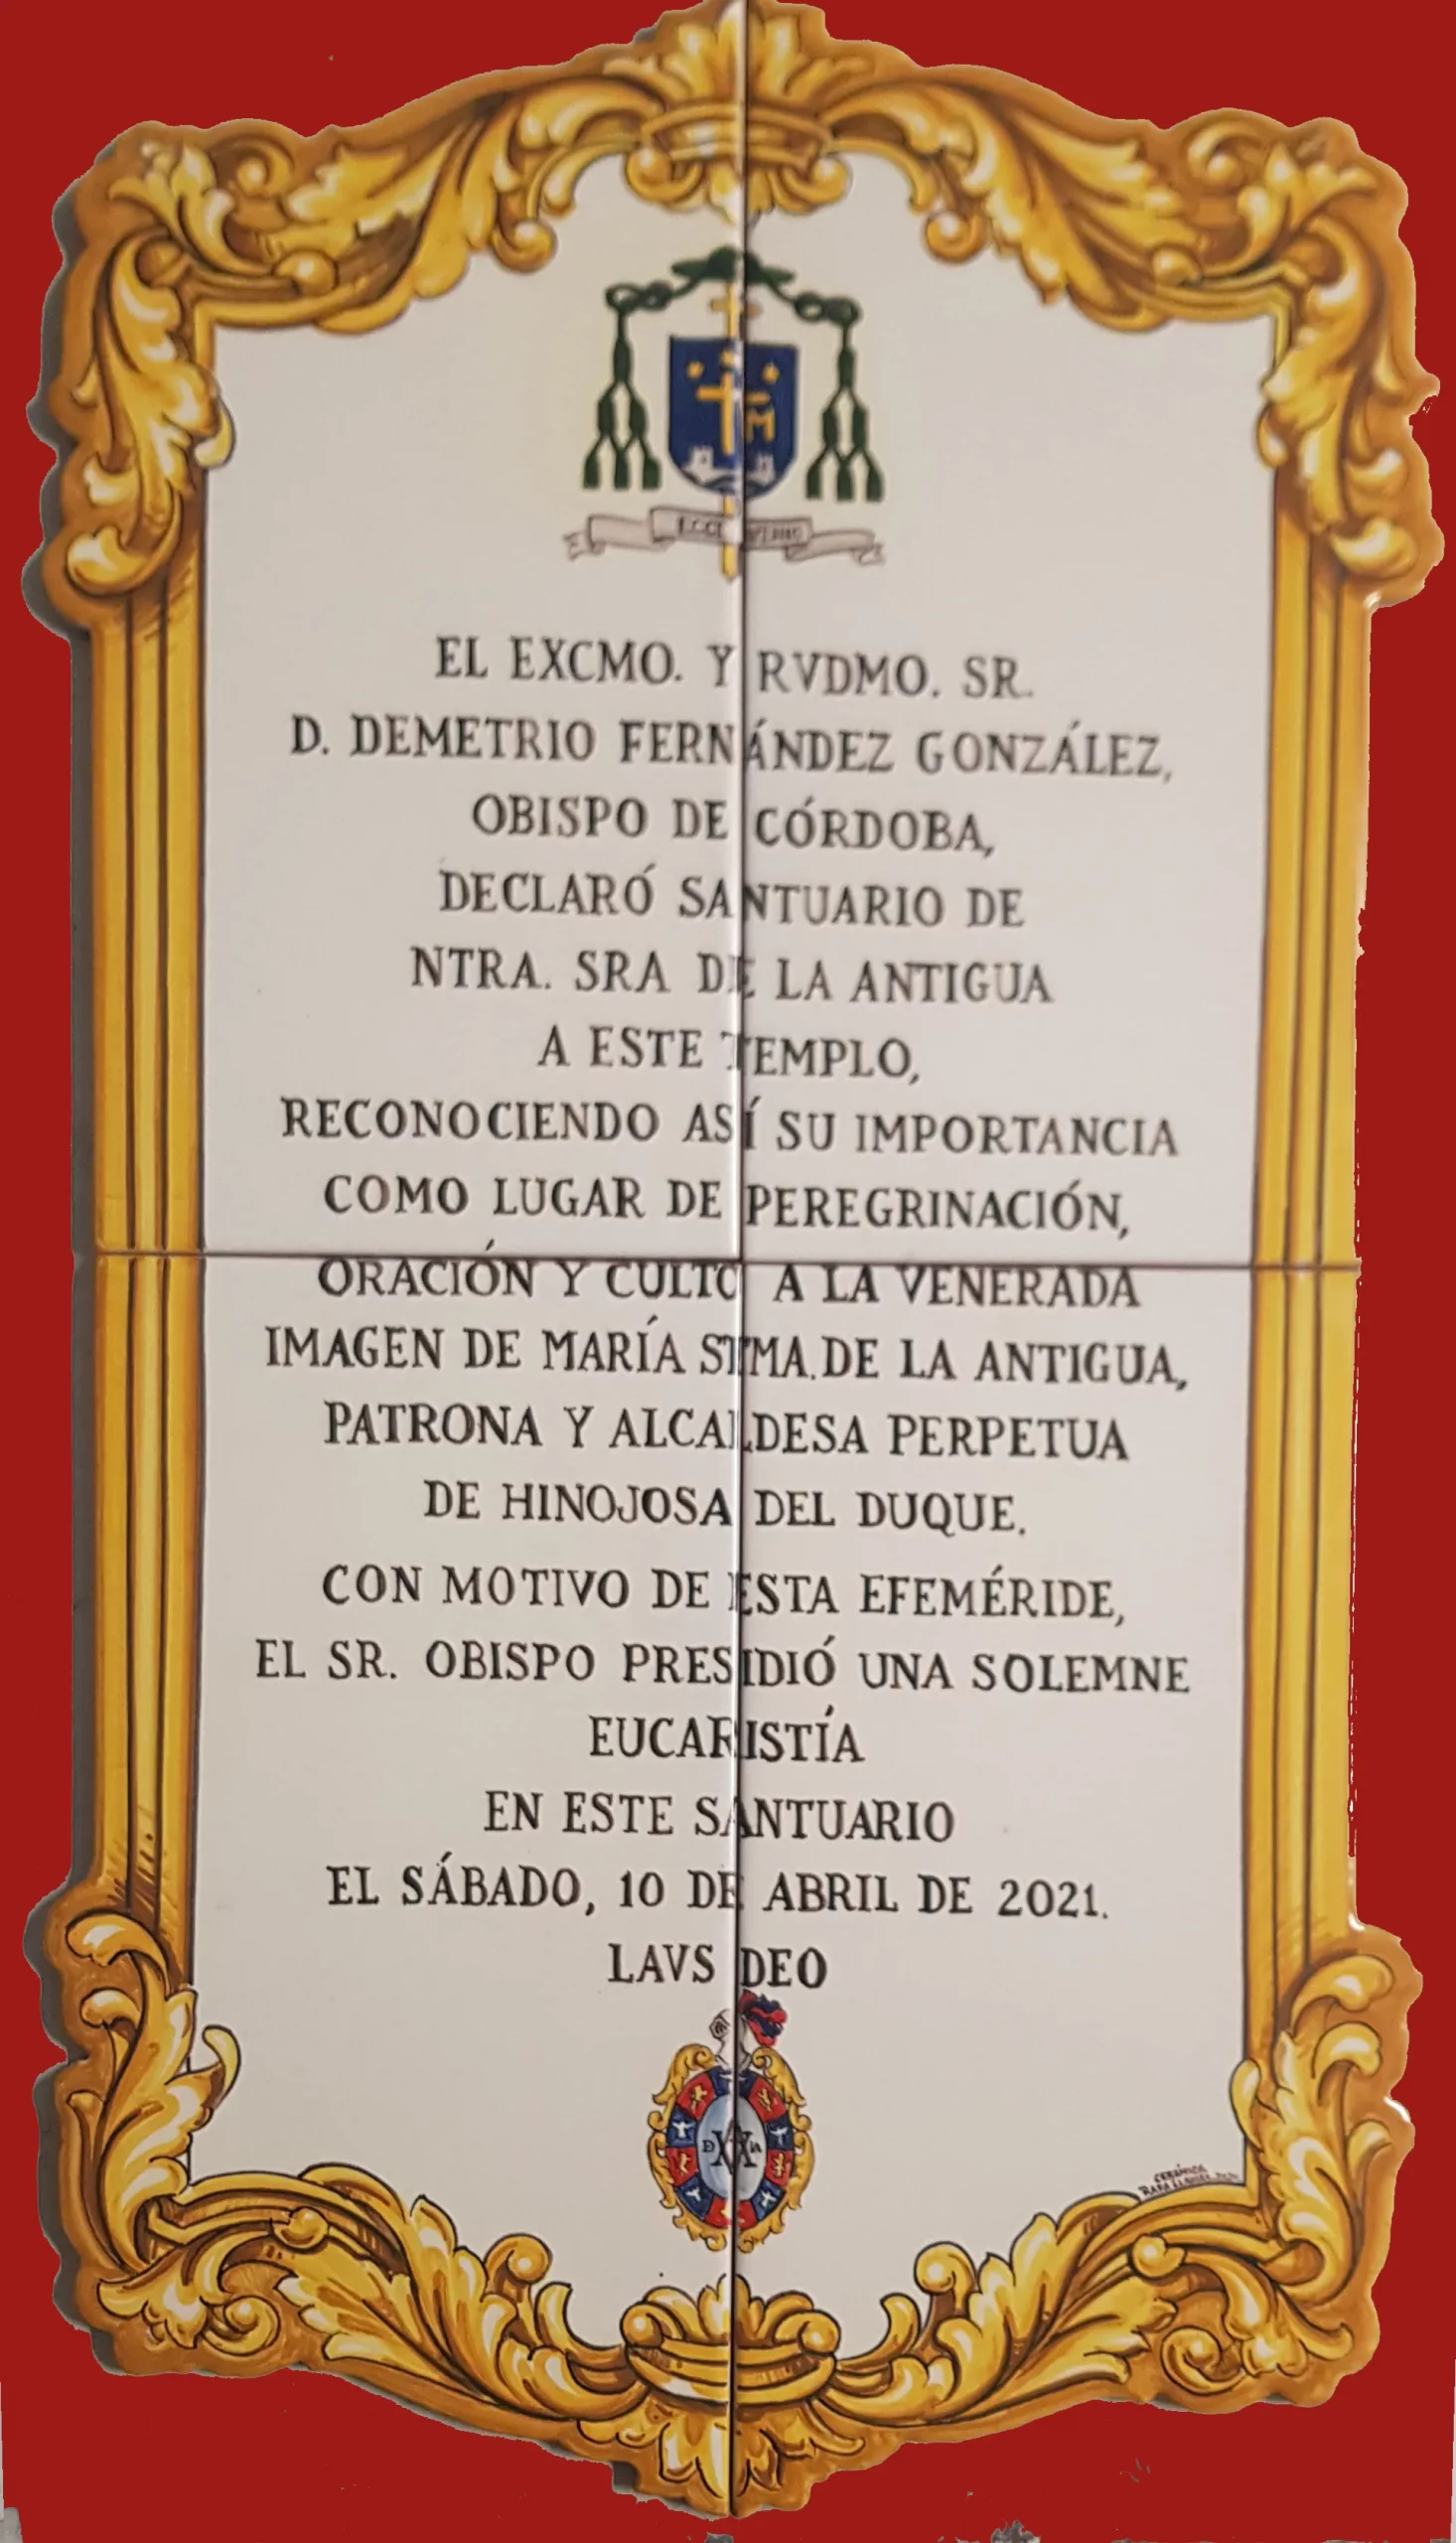 EL EXCMO. Y RVDMO. SR.
D. DEMETRIO FERNÁNDEZ GONZÁLEZ,
OBISPO DE CÓRDOBA,
DECLARÓ SANTUARIO DE
NTRA. SRA DE LA ANTIGUA
A ESTE TEMPLO,
RECONOCIENDO ASÍ SU IMPORTANCIA
COMO LUGAR DE PEREGRINACIÓN,
ORACIÓN Y CULTO A LA VENERADA
IMAGEN DE MARÍA STMA. DE LA ANTIGUA,
PATRONA Y ALCALDESA PERPETUA
DE HINOJOSA DEL DUQUE.
CON MOTIVO DE ESTA EFEMÉRIDE,
EL SR. OBISPO PRESIDIÓ UNA SOLEMNE
EUCARISTÍA
EN ESTE SANTUARIO
EL SÁBADO, 10 DE ABRIL DE 2021.
LAVS DEO
CERÁMICA